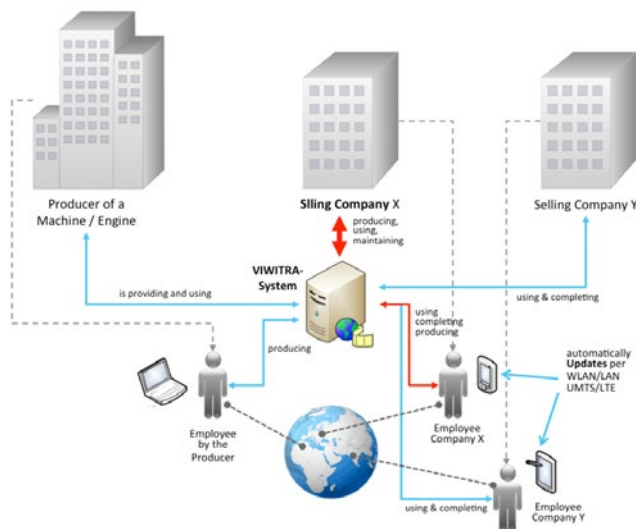 Producer of a
Machine / Engine
Slling Company X
Selling Company Y
producing,
using,
maintaining
VIWITRA-
System
is providing and using
using & completing
using
completing
producing
producing
automatically
Updates per
WLAN/LAN
UMTS/LTE
Employee
by the
Producer
Employee
Company X
using & completing
Employee
Company Y